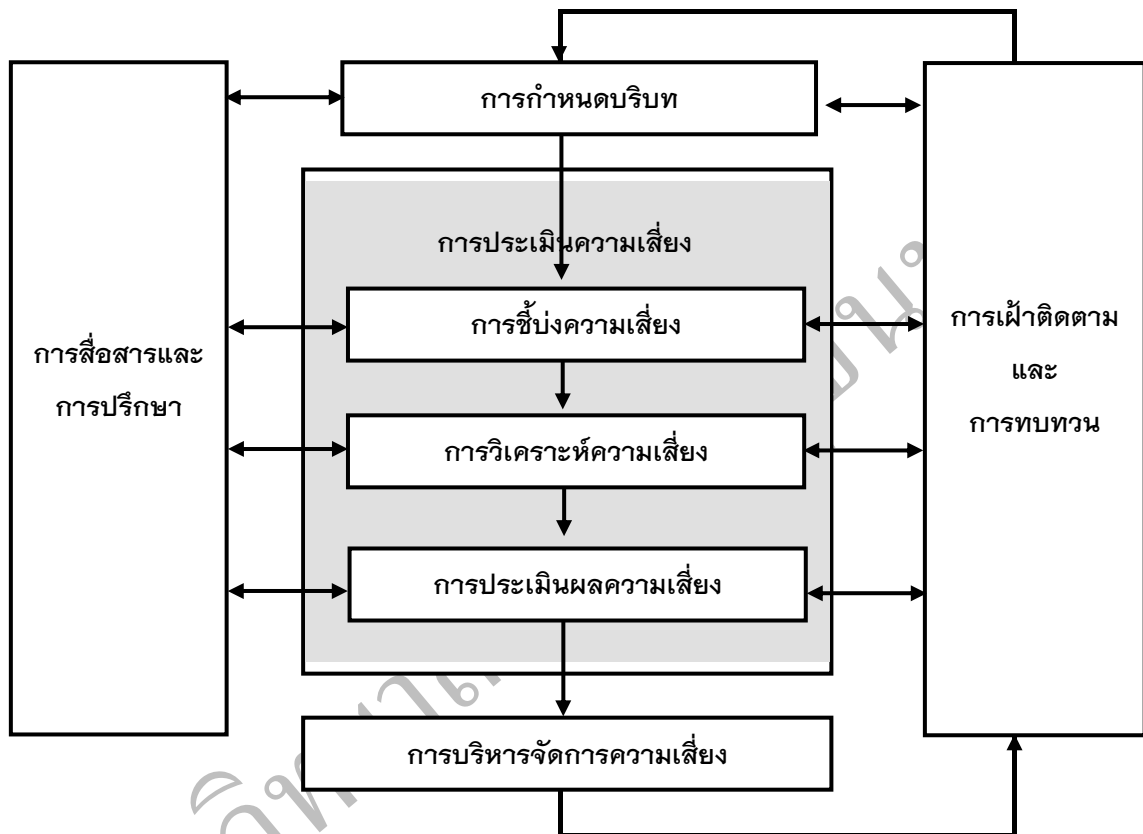 การกำหนดบริบท
การประเมินความเสี่ยง
การชี้บ่งความเสี่ยง
การวิเคราะห์ความเสี่ยง
การประเมินผลความเสี่ยง
การบริหารจัดการความเสี่ยง
การสื่อสารและ
การปรึกษา
การเฝ้าติดตาม
และ
การทบทวน